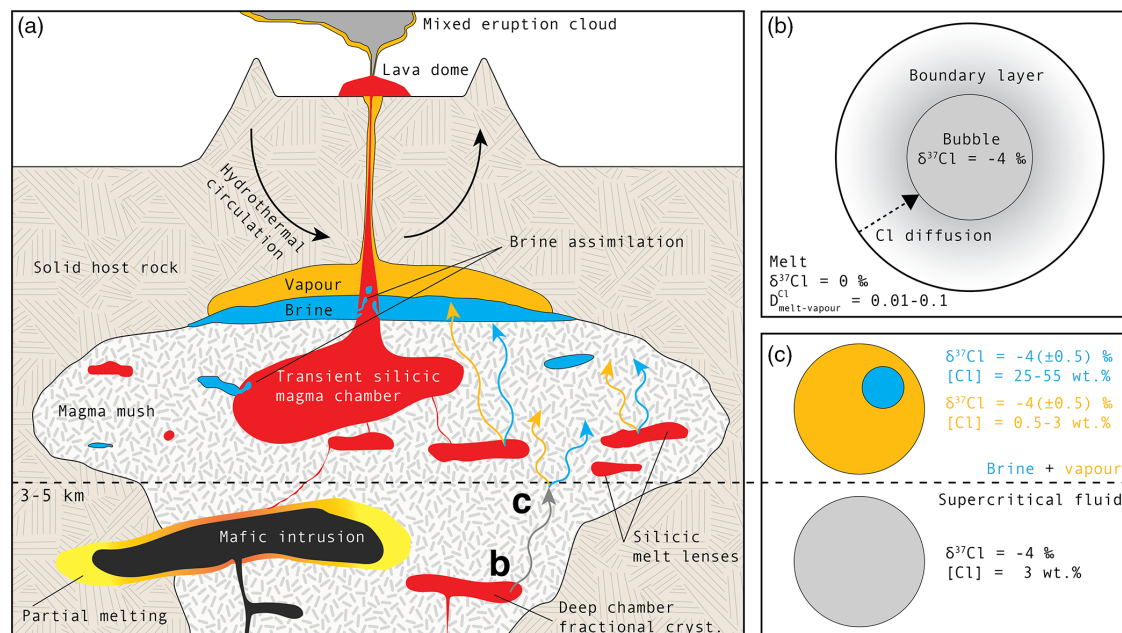 (a)
Mixed eruption cloud
Lava dome
Hydrothermal
circulation
Brine assimilation
Solid host rock
Vapour
Brine
Transient silicic
magma chamber
Magma mush
3-5 km
c
Mafic intrusion
Silicic
melt lenses
b
Partial melting
Deep chamber
fractional cryst.
(b)
Boundary layer
Bubble
δ³⁷Cl = -4 ‰
Cl diffusion
Melt
δ³⁷Cl = 0 ‰
D^Cl_melt-vapour = 0.01-0.1
(c)
δ³⁷Cl = -4(±0.5) ‰
[Cl] = 25-55 wt.%
δ³⁷Cl = -4(±0.5) ‰
[Cl] = 0.5-3 wt.%
Brine + vapour
Supercritical fluid
δ³⁷Cl = -4 ‰
[Cl] = 3 wt.%